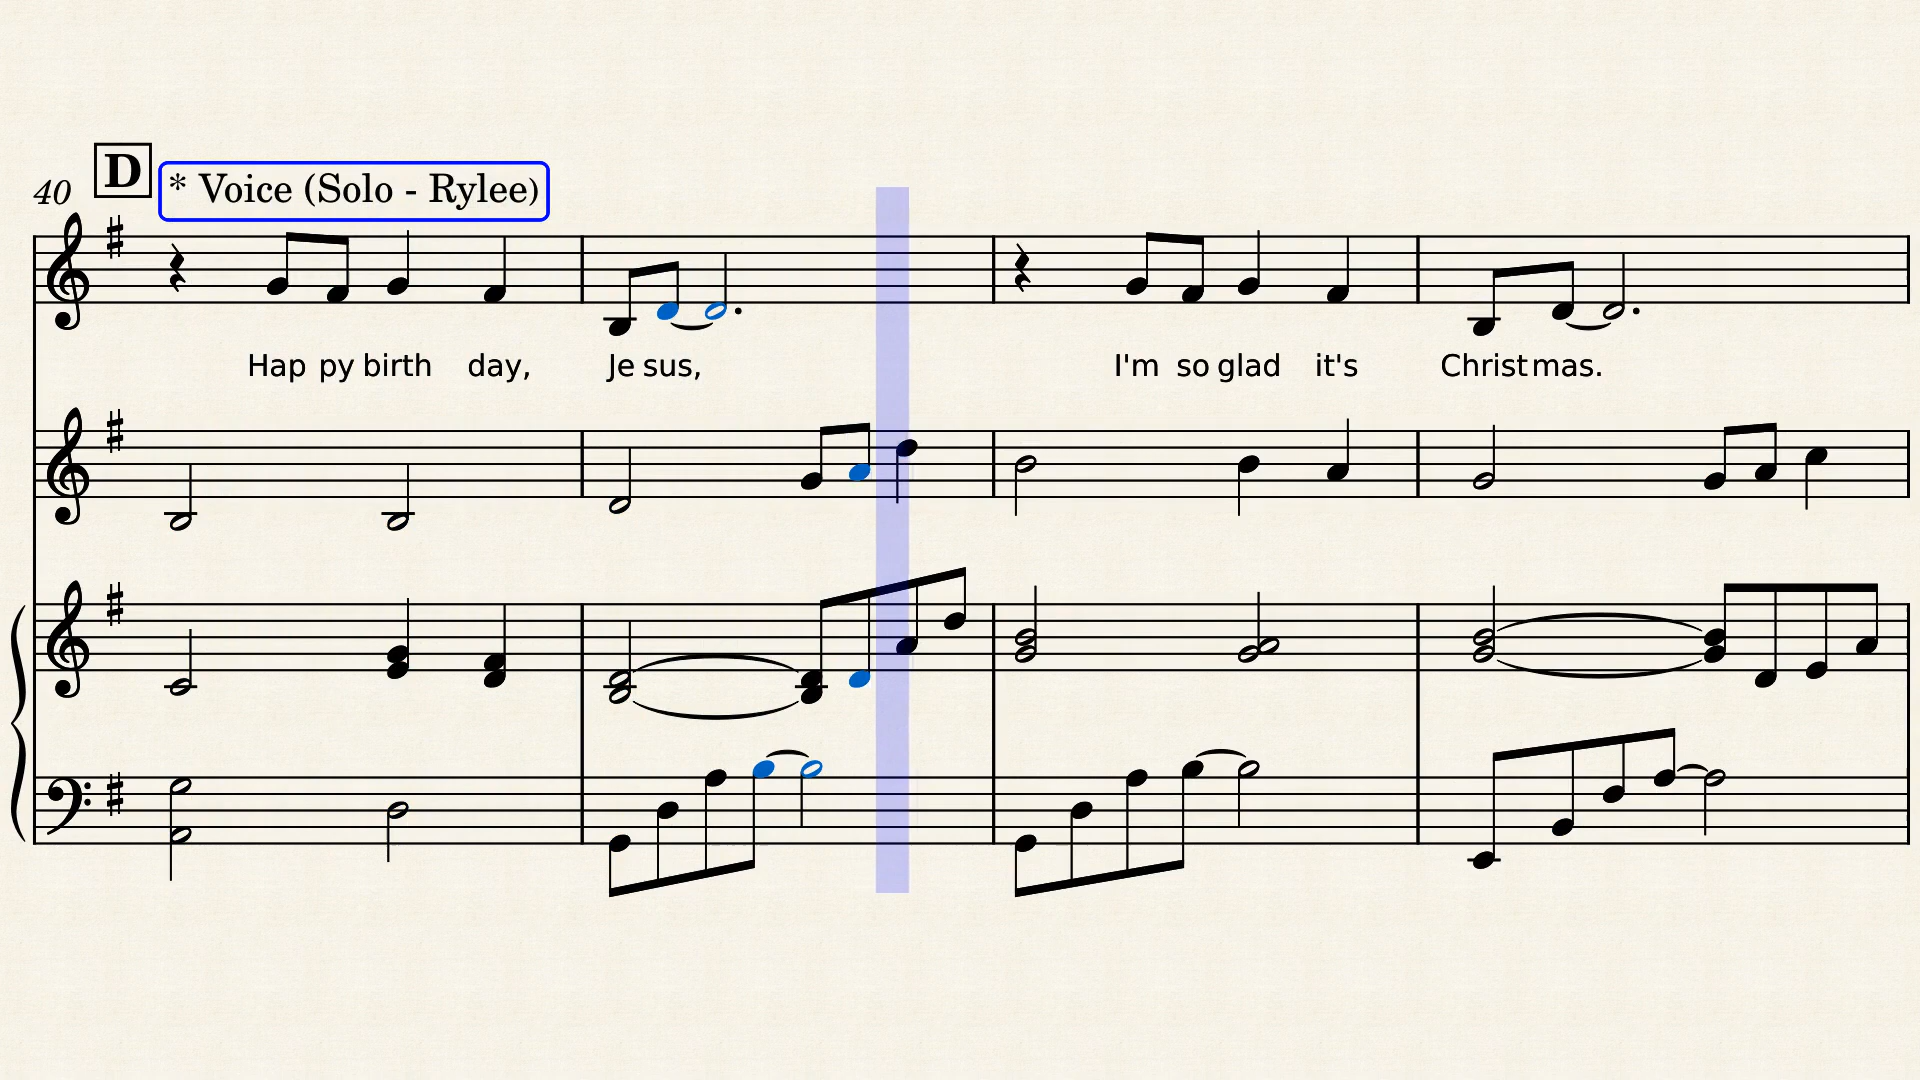 40 D * Voice (Solo - Rylee)
Hap py birth day, Je sus, I'm so glad it's Christ mas.